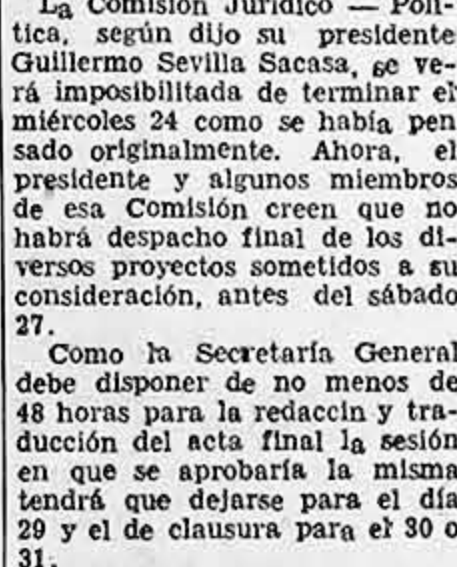 La Comisión Jurídico — Polí-
tica, según dijo su presidente
Guillermo Sevilla Sacasa, se ve-
rá imposibilitada de terminar el
miércoles 24 como se había pen
sado originalmente. Ahora, el
presidente y algunos miembros
de esa Comisión creen que no
habrá despacho final de los di-
versos proyectos sometidos a su
consideración, antes del sábado
27.
Como la Secretaría General
debe disponer de no menos de
48 horas para la redaccin y tra-
ducción del acta final la sesión
en que se aprobaría la misma
tendrá que dejarse para el día
29 y el de clausura para el 30 o
31.